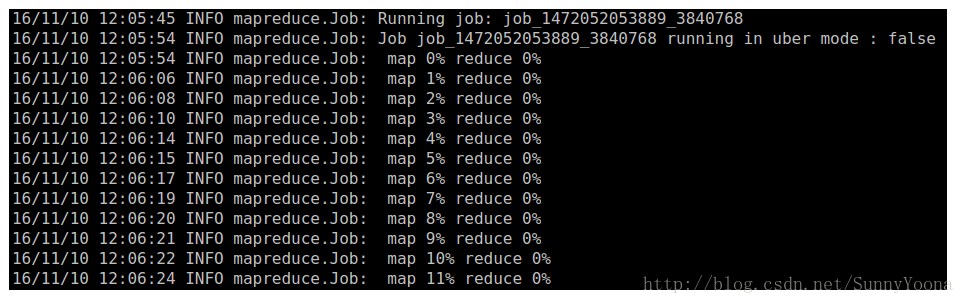 16/11/10 12:05:45 INFO mapreduce.Job: Running job: job_1472052053889_3840768
16/11/10 12:05:54 INFO mapreduce.Job: Job job_1472052053889_3840768 running in uber mode : false
16/11/10 12:05:54 INFO mapreduce.Job:  map 0% reduce 0%
16/11/10 12:06:06 INFO mapreduce.Job:  map 1% reduce 0%
16/11/10 12:06:08 INFO mapreduce.Job:  map 2% reduce 0%
16/11/10 12:06:10 INFO mapreduce.Job:  map 3% reduce 0%
16/11/10 12:06:14 INFO mapreduce.Job:  map 4% reduce 0%
16/11/10 12:06:15 INFO mapreduce.Job:  map 5% reduce 0%
16/11/10 12:06:17 INFO mapreduce.Job:  map 6% reduce 0%
16/11/10 12:06:19 INFO mapreduce.Job:  map 7% reduce 0%
16/11/10 12:06:20 INFO mapreduce.Job:  map 8% reduce 0%
16/11/10 12:06:21 INFO mapreduce.Job:  map 9% reduce 0%
16/11/10 12:06:22 INFO mapreduce.Job:  map 10% reduce 0%
16/11/10 12:06:24 INFO mapreduce.Job:  map 11% reduce 0%
http://blog.csdn.net/SunnyYoona